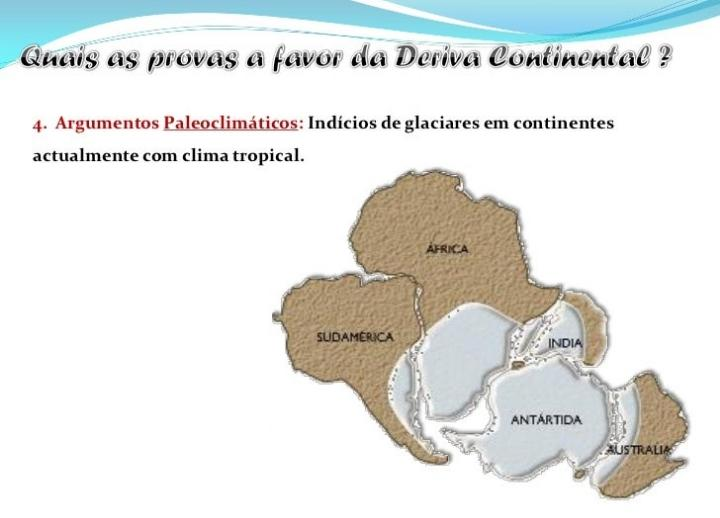 Quais as provas a favor da Deriva Continental ?
4. Argumentos Paleoclimáticos: Indícios de glaciares em continentes
actualmente com clima tropical.
ÁFRICA
SUDAMÉRICA
INDIA
ANTÁRTIDA
AUSTRALIA